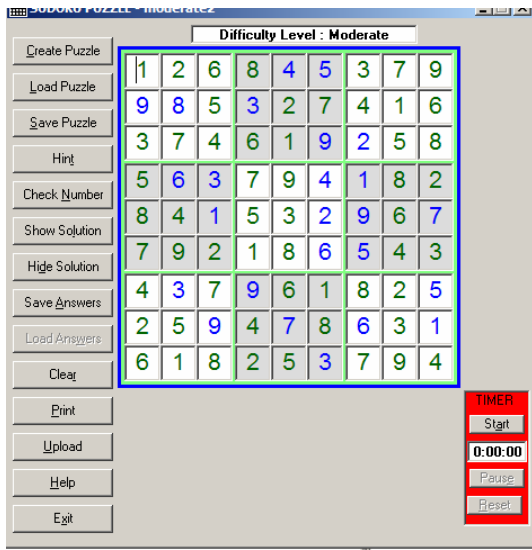 SUDOKU PUZZLE - moderate2
Difficulty Level : Moderate
Create Puzzle
Load Puzzle
Save Puzzle
Hint
Check Number
Show Solution
Hide Solution
Save Answers
Load Answers
Clear
Print
Upload
Help
Exit
1 2 6 8 4 5 3 7 9
9 8 5 3 2 7 4 1 6
3 7 4 6 1 9 2 5 8
5 6 3 7 9 4 1 8 2
8 4 1 5 3 2 9 6 7
7 9 2 1 8 6 5 4 3
4 3 7 9 6 1 8 2 5
2 5 9 4 7 8 6 3 1
6 1 8 2 5 3 7 9 4
TIMER
Start
0:00:00
Pause
Reset